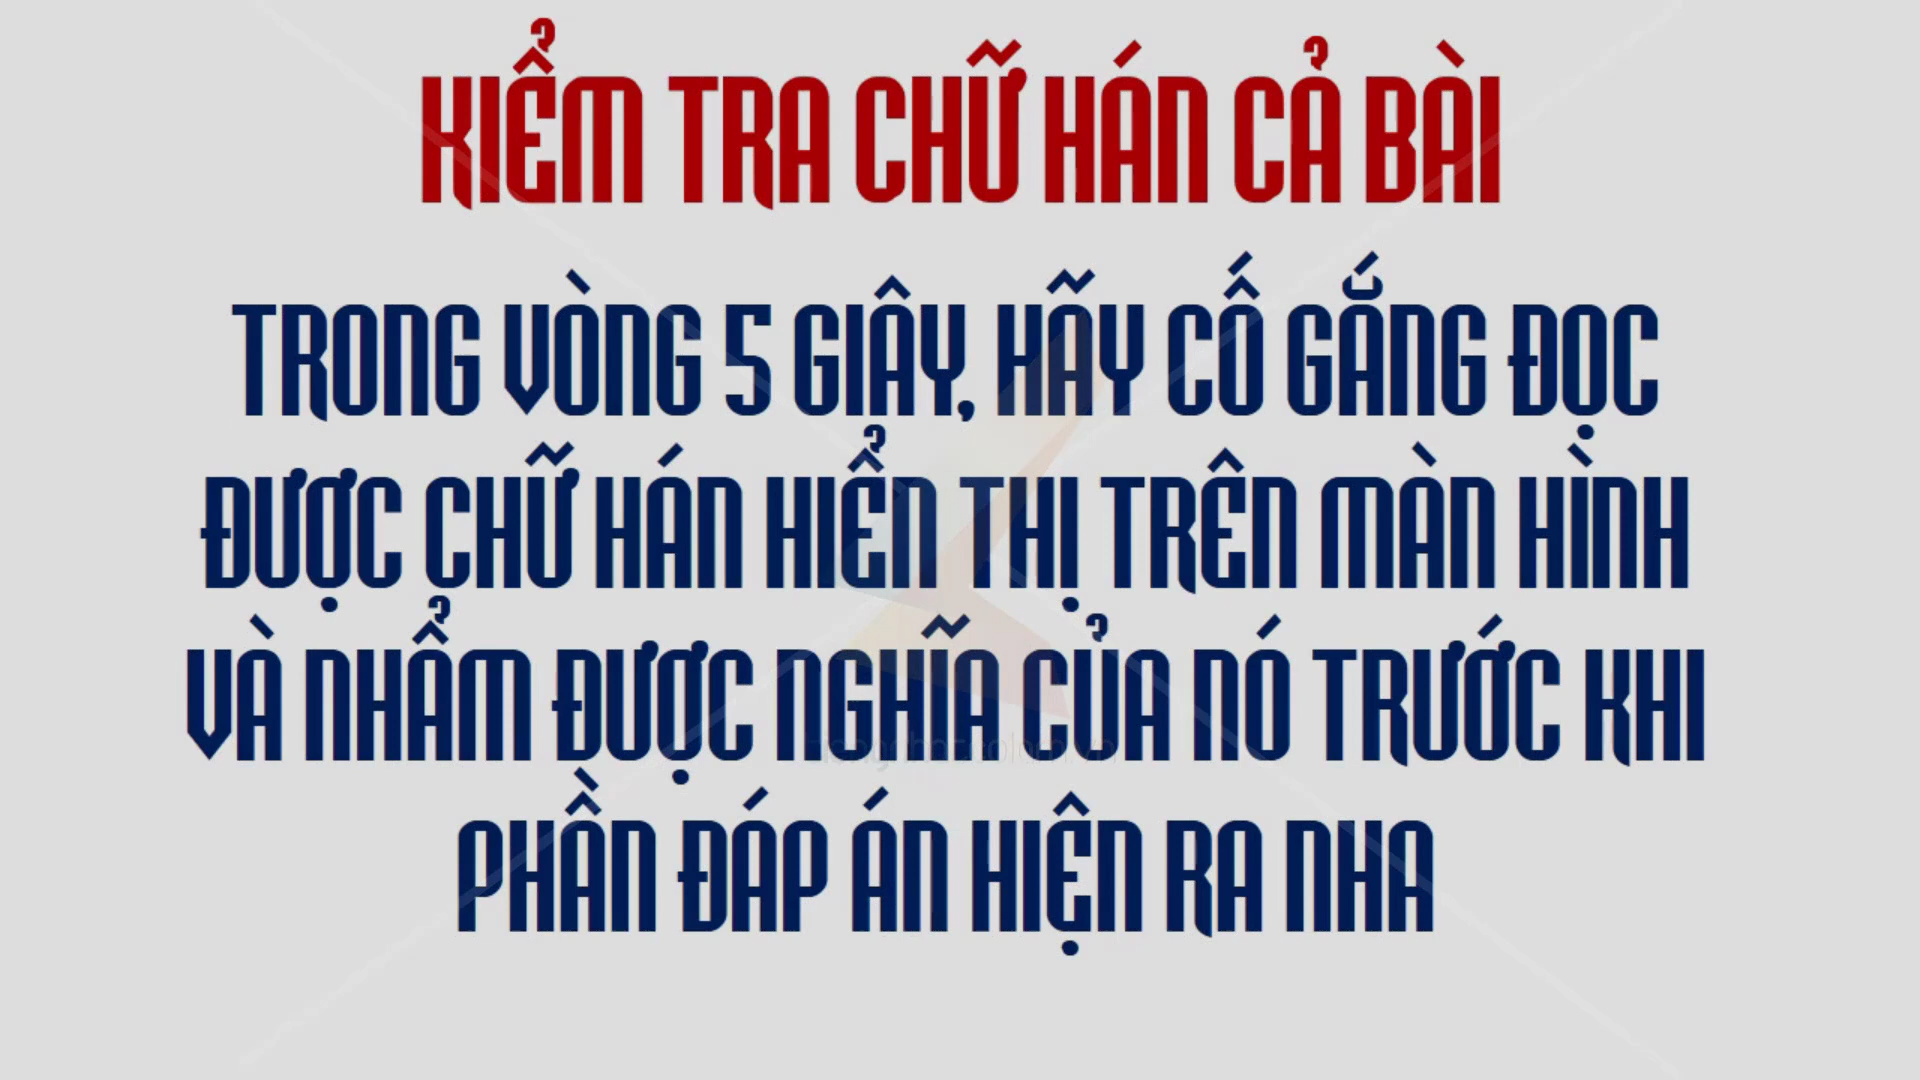 KIỂM TRA CHỮ HÁN CẢ BÀI
TRONG VÒNG 5 GIÂY, HÃY CỐ GẮNG ĐỌC
ĐƯỢC CHỮ HÁN HIỂN THỊ TRÊN MÀN HÌNH
VÀ NHẨM ĐƯỢC NGHĨA CỦA NÓ TRƯỚC KHI
PHẦN ĐÁP ÁN HIỆN RA NHA